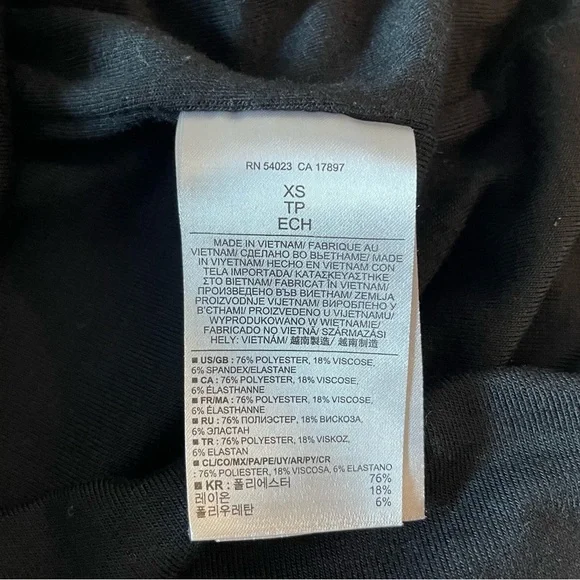 RN 54023 CA 17897
XS
TP
ECH
MADE IN VIETNAM/ FABRIQUE AU
VIETNAM/ СДЕЛАНО ВО ВЬЕТНАМЕ/ MADE
IN VIYETNAM/ HECHO EN VIETNAM CON
TELA IMPORTADA/ ΚΑΤΑΣΚΕΥΑΣΤΗΚΕ
ΣΤΟ ΒΙΕΤΝΑΜ/ FABRICAT ÎN VIETNAM/
ПРОИЗВЕДЕНО ВЪВ ВИЕТНАМ/ ZEMLJA
PROIZVODNJE VIJETNAM/ ВИРОБЛЕНО У
В'ЄТНАМІ/ PROIZVEDENO U VIJETNAMU/
WYPRODUKOWANO W WIETNAMIE/
FABRICADO NO VIETNÃ/ SZÁRMAZÁSI
HELY: VIETNÁM/ 越南製造/ 越南制造
■ US/GB : 76% POLYESTER, 18% VISCOSE,
6% SPANDEX/ELASTANE
■ CA : 76% POLYESTER, 18% VISCOSE,
6% ÉLASTHANNE
■ FR/MA : 76% POLYESTER, 18% VISCOSE,
6% ÉLASTHANNE
■ RU : 76% ПОЛИЭСТЕР, 18% ВИСКОЗА,
6% ЭЛАСТАН
■ TR : 76% POLYESTER, 18% VISKOZ,
6% ELASTAN
■ CL/CO/MX/PA/PE/UY/AR/PY/CR
: 76% POLIÉSTER, 18% VISCOSA, 6% ELASTANO
■ KR : 폴리에스터 76%
레이온 18%
폴리우레탄 6%